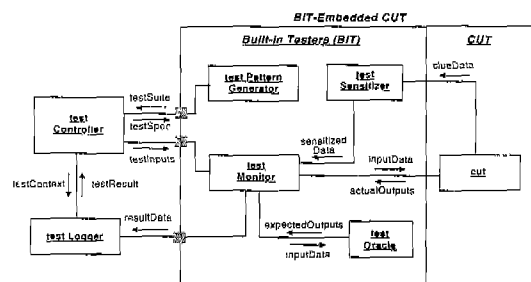 BIT-Embedded CUT
Built-in Testers (BIT)
CUT
test Pattern
Generator
test
Sensitizer
clueData
testSuite
testSpec
test
Controller
testInputs
sensitized
Data
test
Monitor
inputData
actualOutputs
cut
testContext
testResult
test Logger
resultData
expectedOutputs
inputData
test
Oracle